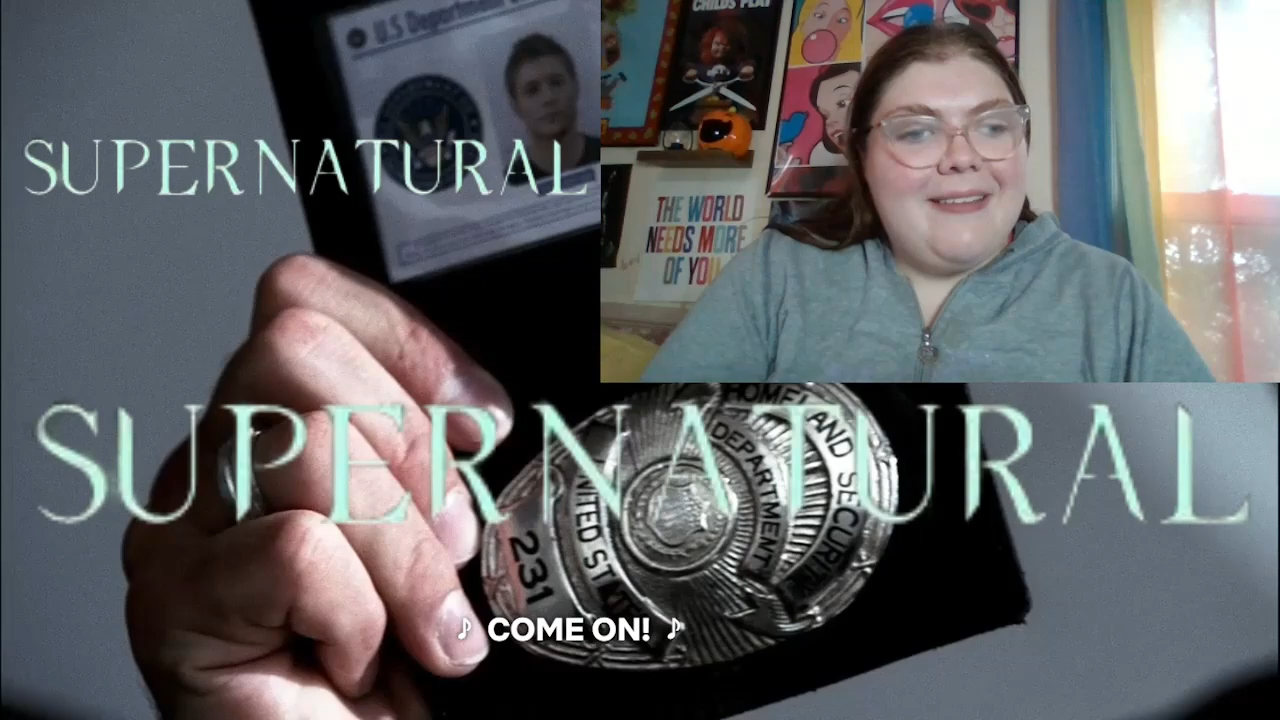 U.S Department
SUPERNATURAL
CHILDS PLAY
THE WORLD
NEEDS MORE
OF YOU
SUPERNATURAL
HOMELAND SECURITY
DEPARTMENT
UNITED STATES
231
♪ COME ON! ♪